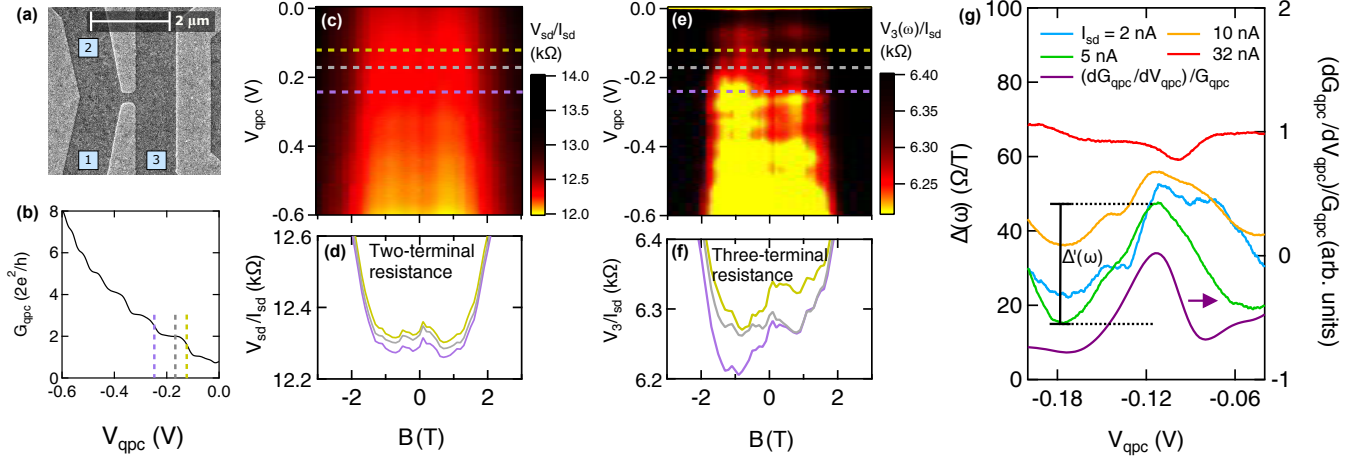 (a)
2 μm
2
1
3
(b)
8
6
4
2
0
G_qpc (2e²/h)
-0.6
-0.4
-0.2
0.0
V_qpc (V)
(c)
0.0
0.2
0.4
-0.6
V_qpc (V)
V_sd/I_sd
(kΩ)
14.0
13.5
13.0
12.5
12.0
(d)
Two-terminal
resistance
12.6
12.4
12.2
V_sd/I_sd (kΩ)
-2
0
2
B(T)
(e)
0.0
-0.2
0.4
-0.6
V_qpc (V)
V_3(ω)/I_sd
(kΩ)
6.40
6.35
6.30
6.25
(f)
Three-terminal
resistance
6.4
6.3
6.2
V_3/I_sd (kΩ)
-2
0
2
B(T)
(g)
100
80
60
40
20
0
Δ(ω) (Ω/T)
I_sd = 2 nA
10 nA
5 nA
32 nA
(dG_qpc/dV_qpc)/G_qpc
Δ'(ω)
2
1
0
-1
(dG_qpc/dV_qpc)/G_qpc(arb. units)
-0.18
-0.12
-0.06
V_qpc (V)